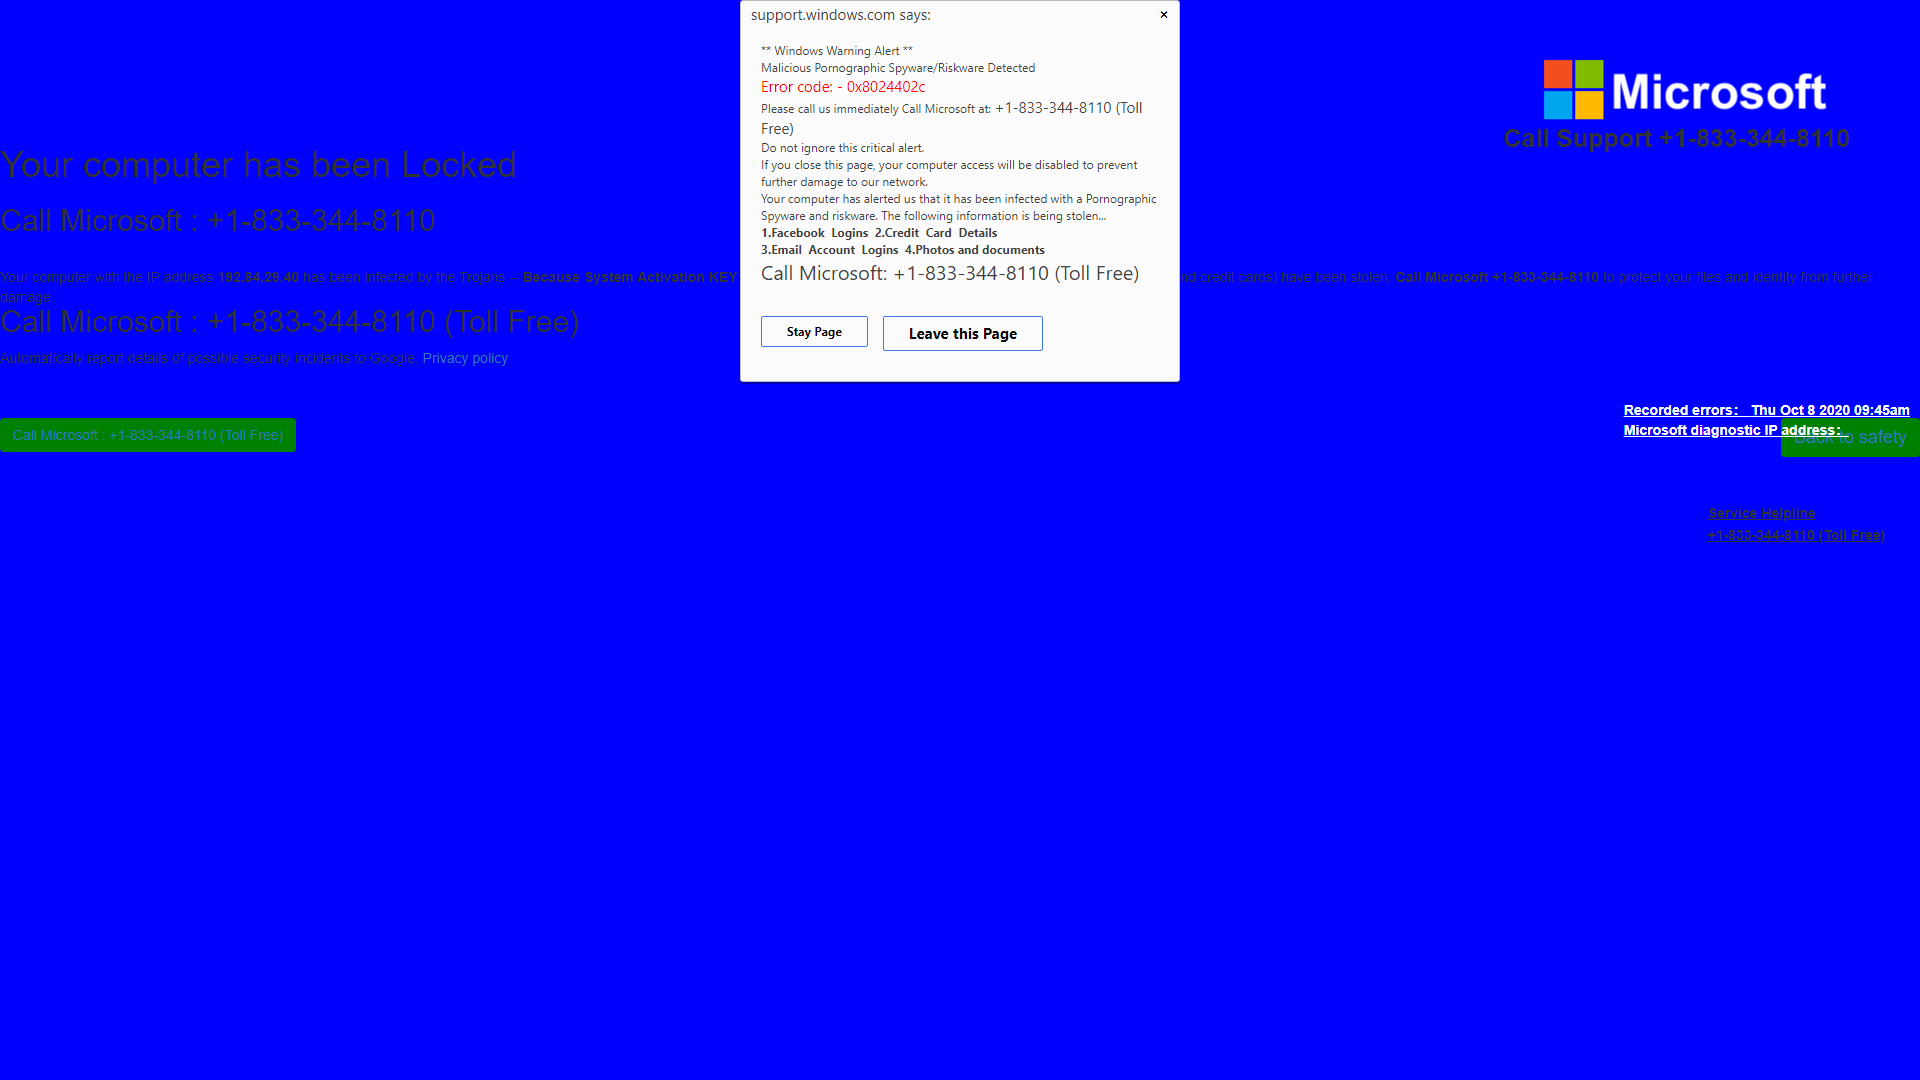 support.windows.com says:
×
** Windows Warning Alert **
Malicious Pornographic Spyware/Riskware Detected
Error code: - 0x8024402c
Please call us immediately Call Microsoft at: +1-833-344-8110 (Toll
Free)
Do not ignore this critical alert.
If you close this page, your computer access will be disabled to prevent
further damage to our network.
Your computer has alerted us that it has been infected with a Pornographic
Spyware and riskware. The following information is being stolen...
1.Facebook Logins 2.Credit Card Details
3.Email Account Logins 4.Photos and documents
Call Microsoft: +1-833-344-8110 (Toll Free)
Stay Page
Leave this Page
Microsoft
Call Support +1-833-344-8110
Your computer has been Locked
Call Microsoft : +1-833-344-8110
Your computer with the IP address 192.84.29.40 has been infected by the Trojans -- Because System Activation KEY nd credit cards) have been stolen. Call Microsoft +1-833-344-8110 to protect your files and identity from further
damage.
Call Microsoft : +1-833-344-8110 (Toll Free)
Automatically report details of possible security incidents to Google. Privacy policy
Call Microsoft : +1-833-344-8110 (Toll Free)
Recorded errors: Thu Oct 8 2020 09:45am
Microsoft diagnostic IP address:
Back to safety
Service Helpline
+1-833-344-8110 (Toll Free)